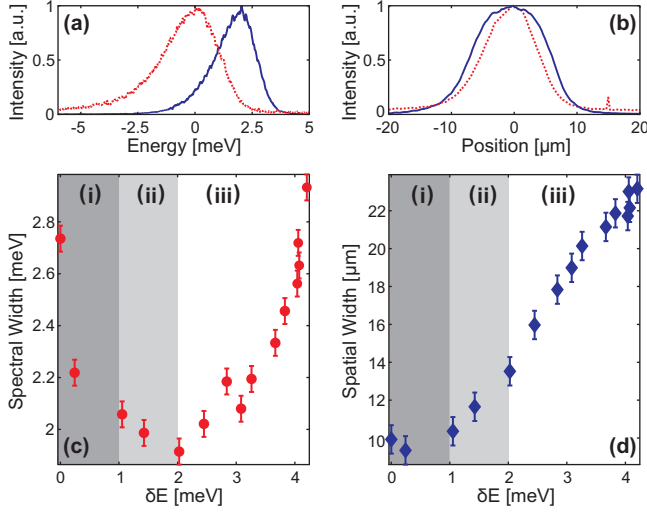 (a)
(b)
Intensity [a.u.]
1
0.5
0
-5
-2.5
0
2.5
5
Energy [meV]
Intensity [a.u.]
1
0.5
0
-20
-10
0
10
20
Position [µm]
(i)
(ii)
(iii)
Spectral Width [meV]
2.8
2.6
2.4
2.2
2
(c)
0
1
2
3
4
δE [meV]
(i)
(ii)
(iii)
Spatial Width [µm]
22
20
18
16
14
12
10
(d)
0
1
2
3
4
δE [meV]